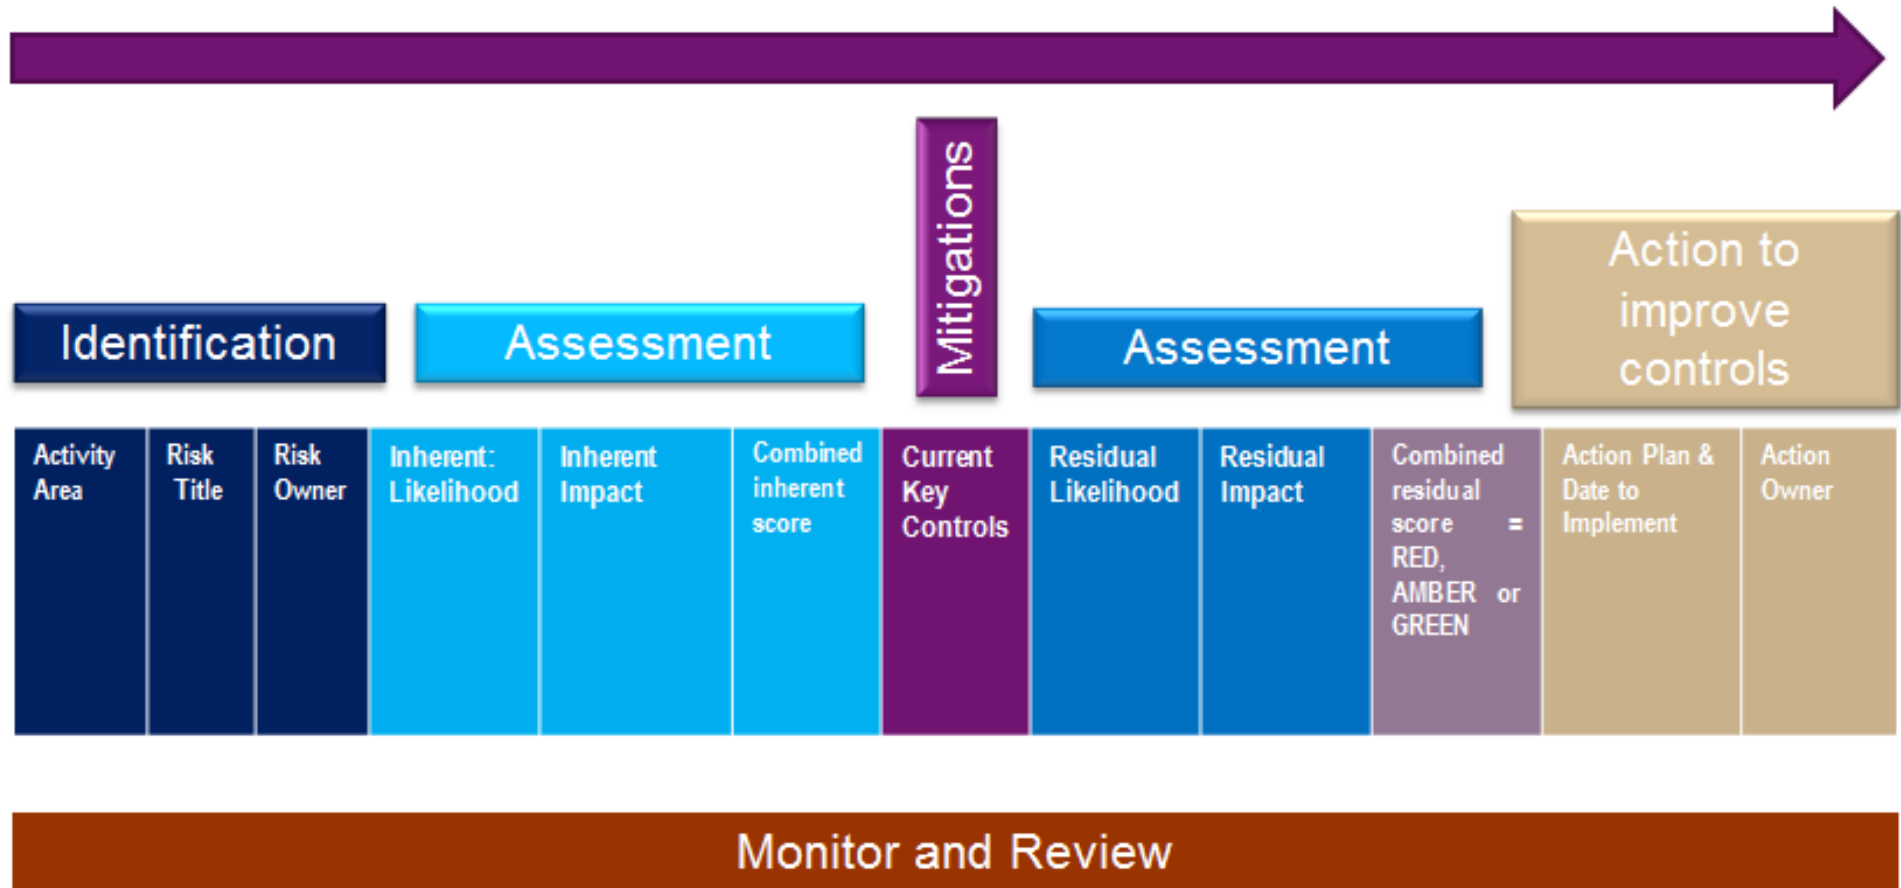 Mitigations
Identification
Assessment
Assessment
Action to
improve
controls
Activity
Area
Risk
Title
Risk
Owner
Inherent:
Likelihood
Inherent
Impact
Combined
inherent
score
Current
Key
Controls
Residual
Likelihood
Residual
Impact
Combined
residual
score =
RED,
AMBER or
GREEN
Action Plan &
Date to
Implement
Action
Owner
Monitor and Review